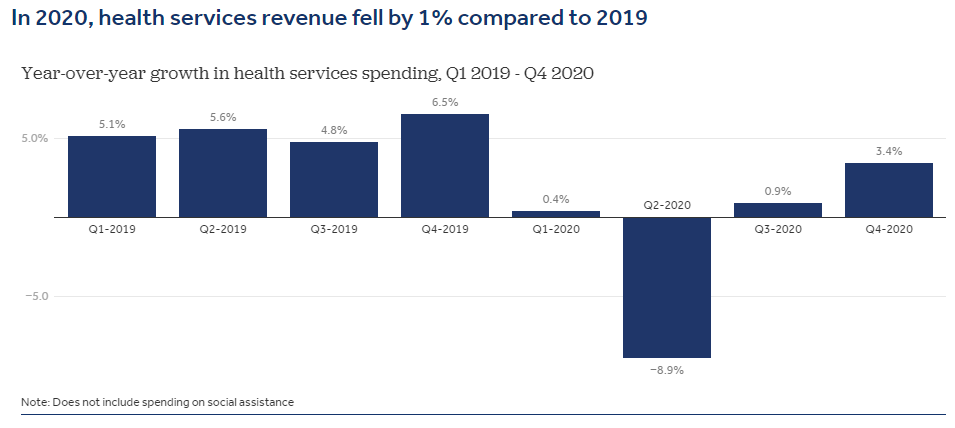 In 2020, health services revenue fell by 1% compared to 2019
Year-over-year growth in health services spending, Q1 2019 - Q4 2020
6.5%
5.1%
5.6%
4.8%
5.0%
3.4%
0.4%
0.9%
Q2-2020
Q1-2019
Q2-2019
Q3-2019
Q4-2019
Q1-2020
Q3-2020
Q4-2020
−5.0
−8.9%
Note: Does not include spending on social assistance